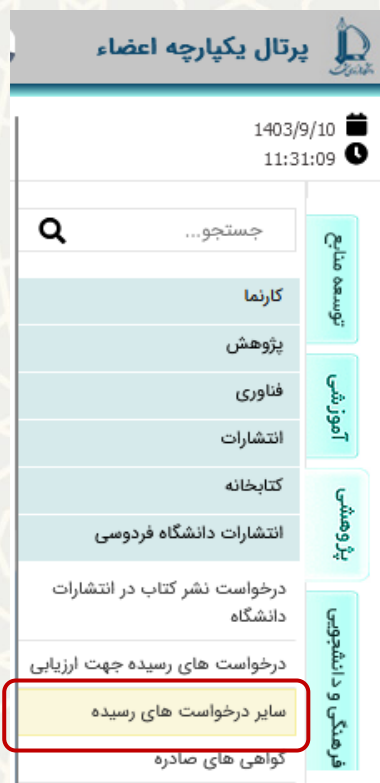 پرتال یکپارچه اعضاء
1403/9/10
11:31:09
جستجو...
توسعه منابع
آموزشی
پژوهشی
فرهنگی و دانشجویی
کارنما
پژوهش
فناوری
انتشارات
کتابخانه
انتشارات دانشگاه فردوسی
درخواست نشر کتاب در انتشارات
دانشگاه
درخواست های رسیده جهت ارزیابی
سایر درخواست های رسیده
گواهی های صادره